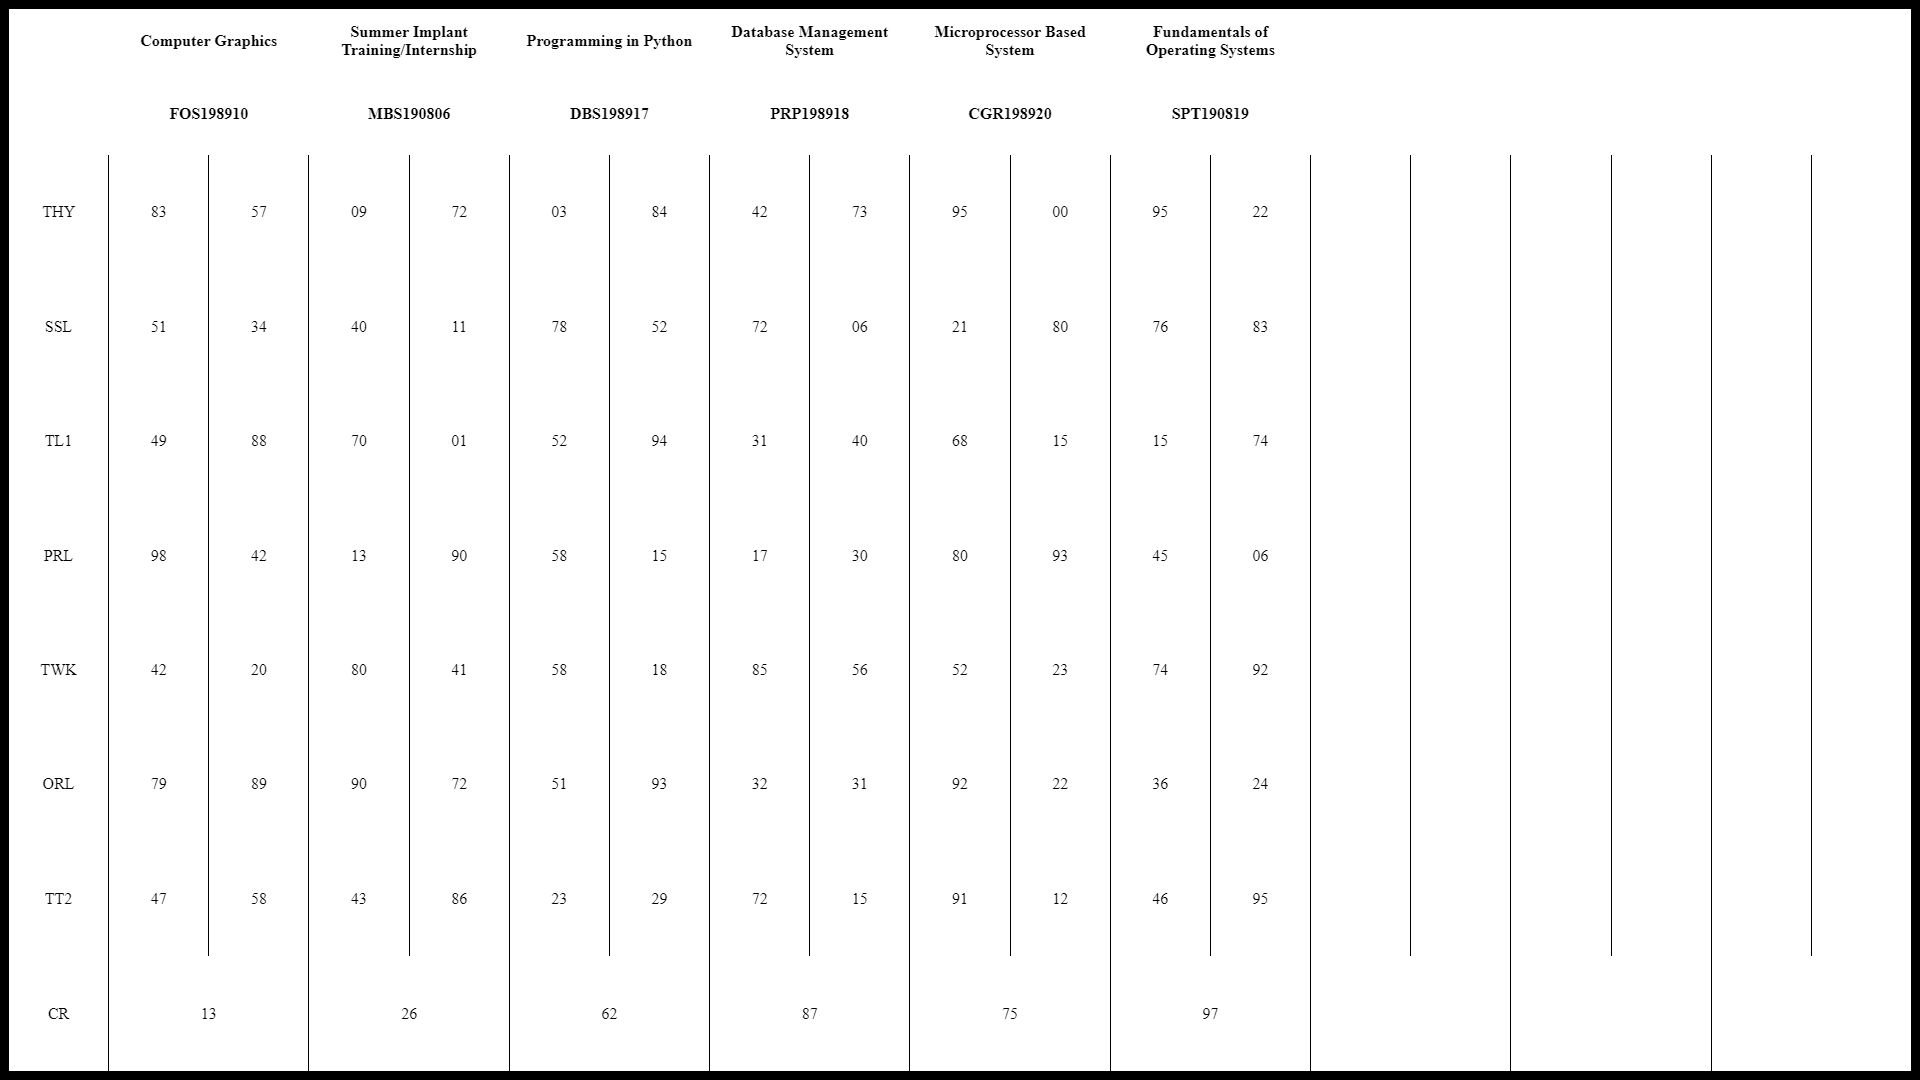 Computer Graphics Summer Implant Training/Internship Programming in Python Database Management System Microprocessor Based System Fundamentals of Operating Systems
FOS198910 MBS190806 DBS198917 PRP198918 CGR198920 SPT190819
THY 83 57 09 72 03 84 42 73 95 00 95 22
SSL 51 34 40 11 78 52 72 06 21 80 76 83
TL1 49 88 70 01 52 94 31 40 68 15 15 74
PRL 98 42 13 90 58 15 17 30 80 93 45 06
TWK 42 20 80 41 58 18 85 56 52 23 74 92
ORL 79 89 90 72 51 93 32 31 92 22 36 24
TT2 47 58 43 86 23 29 72 15 91 12 46 95
CR 13 26 62 87 75 97